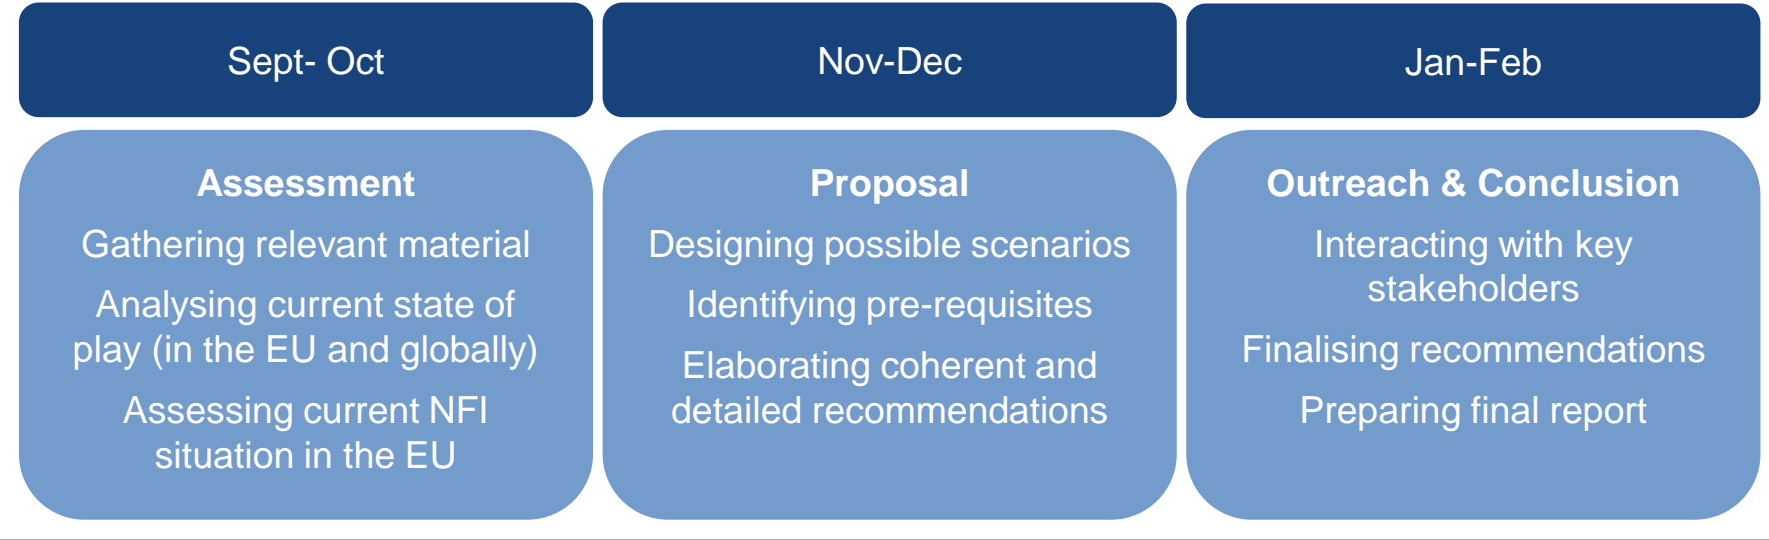 Sept- Oct
Nov-Dec
Jan-Feb
Assessment
Gathering relevant material
Analysing current state of
play (in the EU and globally)
Assessing current NFI
situation in the EU
Proposal
Designing possible scenarios
Identifying pre-requisites
Elaborating coherent and
detailed recommendations
Outreach & Conclusion
Interacting with key
stakeholders
Finalising recommendations
Preparing final report